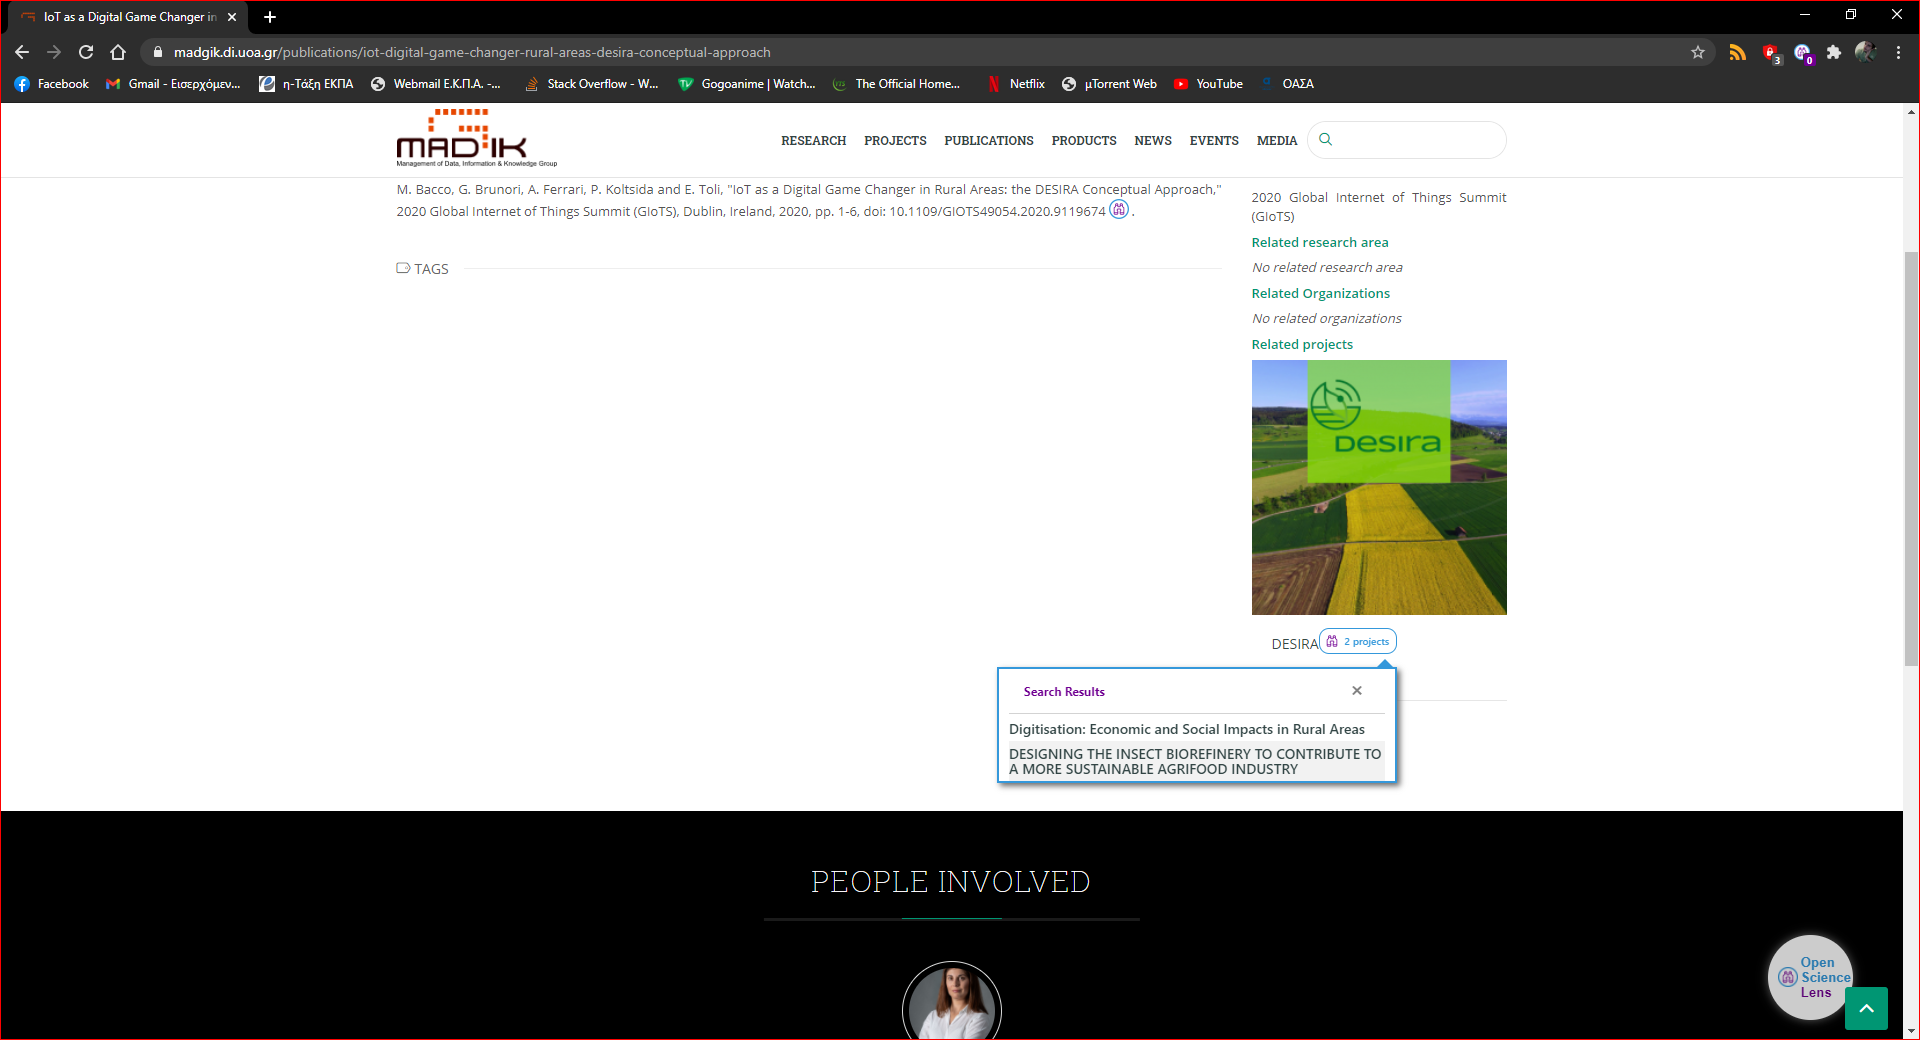 IoT as a Digital Game Changer in
madgik.di.uoa.gr/publications/iot-digital-game-changer-rural-areas-desira-conceptual-approach
3
0
Facebook
Gmail - Εισερχόμεν...
η-Τάξη ΕΚΠΑ
Webmail Ε.Κ.Π.Α. -...
Stack Overflow - W...
Gogoanime | Watch...
The Official Home...
Netflix
μTorrent Web
YouTube
ΟΑΣΑ
MADGIK
Management of Data, Information & Knowledge Group
RESEARCH PROJECTS PUBLICATIONS PRODUCTS NEWS EVENTS MEDIA
M. Bacco, G. Brunori, A. Ferrari, P. Koltsida and E. Toli, "IoT as a Digital Game Changer in Rural Areas: the DESIRA Conceptual Approach,"
2020 Global Internet of Things Summit (GIoTS), Dublin, Ireland, 2020, pp. 1-6, doi: 10.1109/GIOTS49054.2020.9119674 .
TAGS
2020 Global Internet of Things Summit
(GIoTS)
Related research area
No related research area
Related Organizations
No related organizations
Related projects
Desira
DESIRA
2 projects
Search Results
Digitisation: Economic and Social Impacts in Rural Areas
DESIGNING THE INSECT BIOREFINERY TO CONTRIBUTE TO
A MORE SUSTAINABLE AGRIFOOD INDUSTRY
PEOPLE INVOLVED
Open
Science
Lens